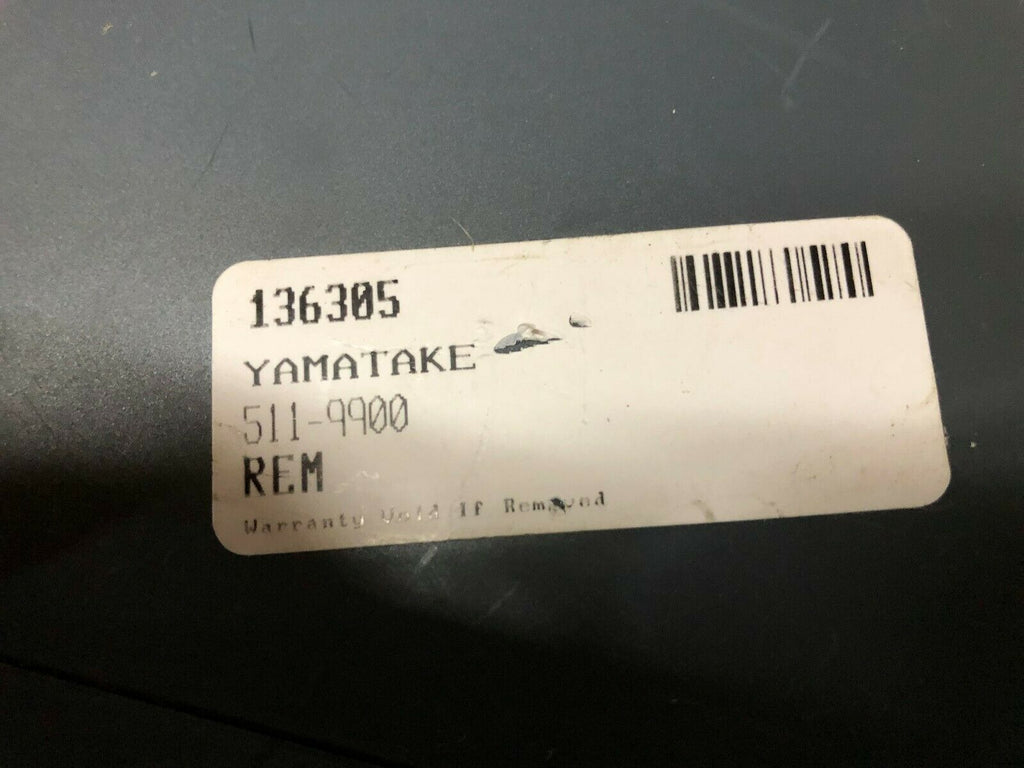 136305
YAMATAKE
511-9900
REM
Warranty Void If Removed